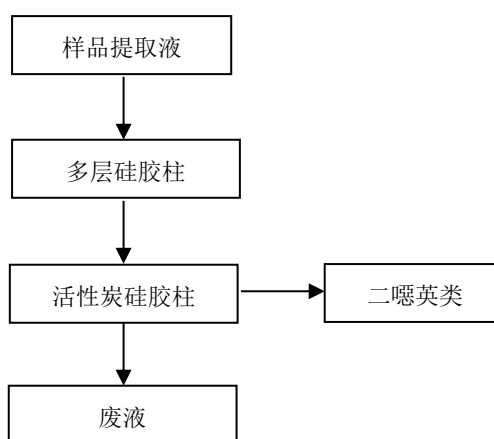 样品提取液
多层硅胶柱
活性炭硅胶柱
二噁英类
废液